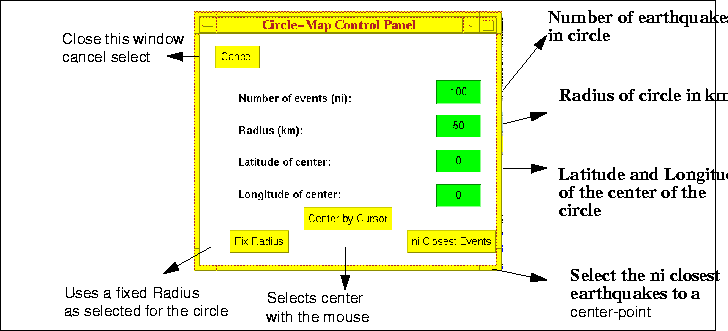 Circle-Map Control Panel
Number of earthquake
in circle
Close this window
cancel select
Cancel
Number of events (ni):
100
Radius of circle in km
Radius (km):
50
Latitude of center:
0
Latitude and Longitud
of the center of the
circle
Longitude of center:
0
Center by Cursor
Fix Radius
ni Closest Events
Uses a fixed Radius
as selected for the circle
Selects center
with the mouse
Select the ni closest
earthquakes to a
center-point